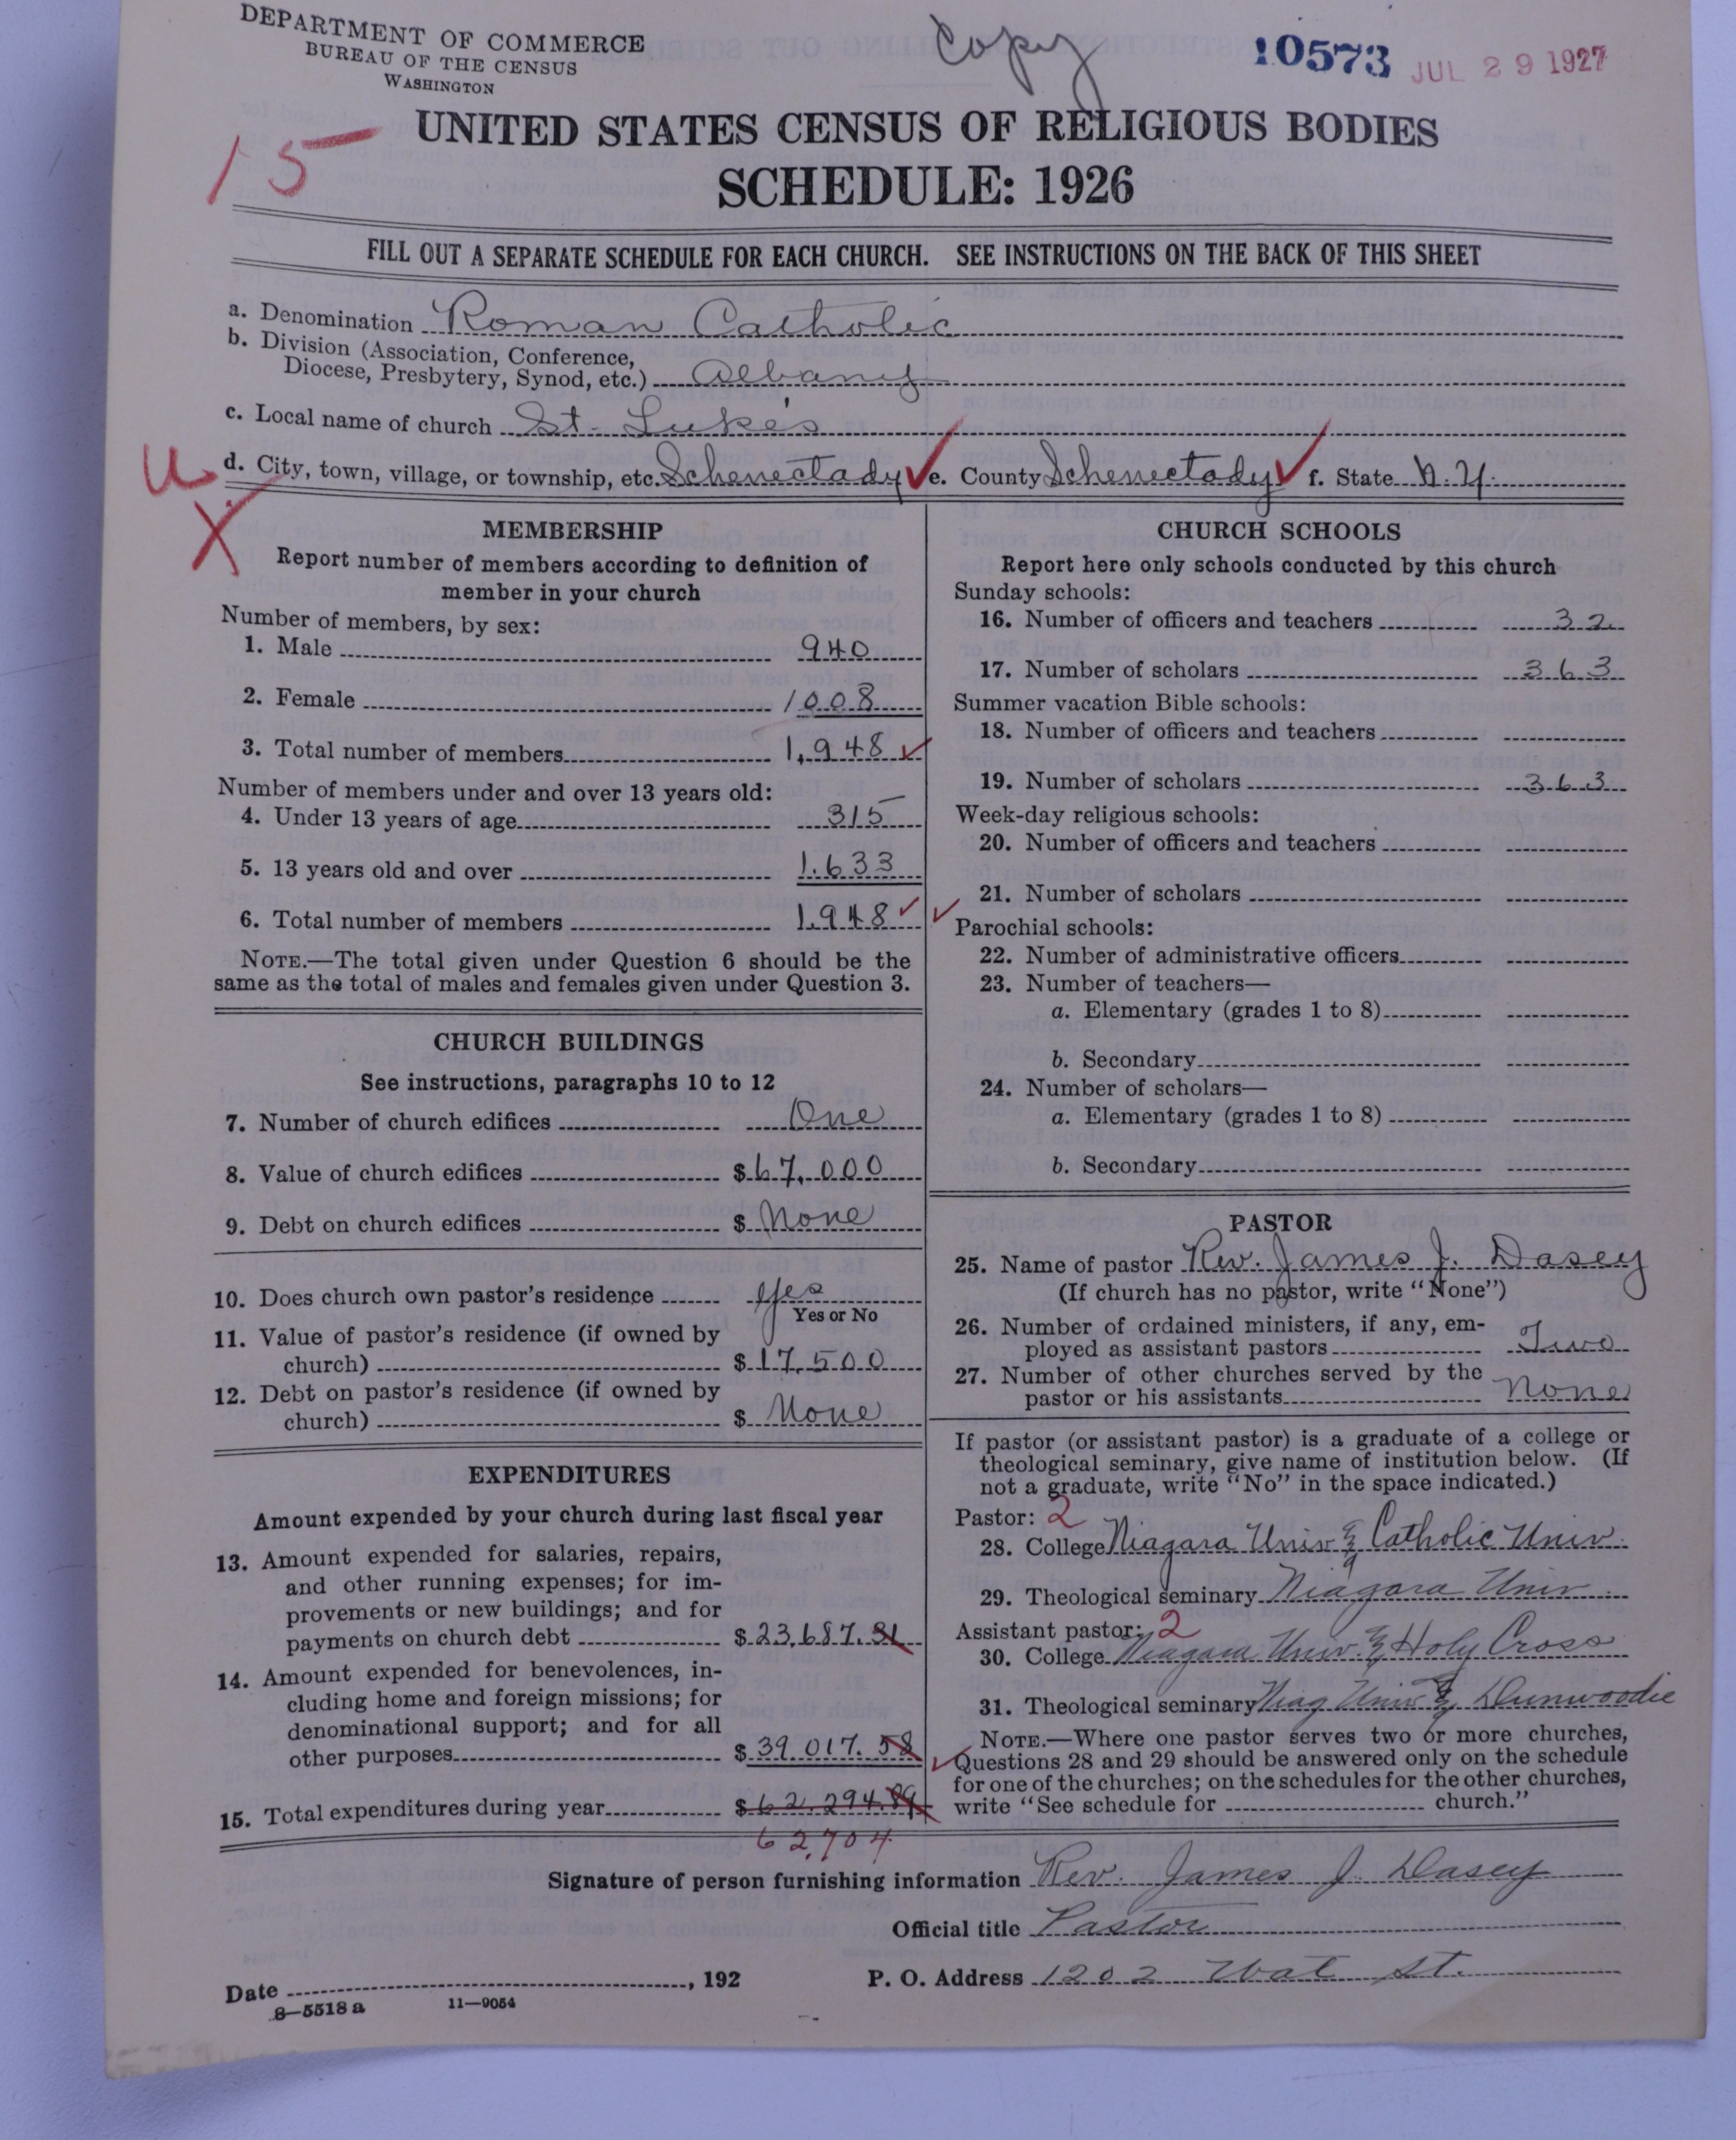 DEPARTMENT OF COMMERCE
BUREAU OF THE CENSUS
WASHINGTON
Copy
10573
JUL 29 1927
15
UNITED STATES CENSUS OF RELIGIOUS BODIES
SCHEDULE: 1926
FILL OUT A SEPARATE SCHEDULE FOR EACH CHURCH. SEE INSTRUCTIONS ON THE BACK OF THIS SHEET
a. Denomination Roman Catholic
b. Division (Association, Conference,
Diocese, Presbytery, Synod, etc.) Albany
c. Local name of church St. Luke's
d. City, town, village, or township, etc. Schenectady e. County Schenectady f. State N.Y.
MEMBERSHIP
Report number of members according to definition of
member in your church
Number of members, by sex:
1. Male 940
2. Female 1008
3. Total number of members 1,948
Number of members under and over 13 years old:
4. Under 13 years of age 315
5. 13 years old and over 1.633
6. Total number of members 1.948
NOTE.—The total given under Question 6 should be the
same as the total of males and females given under Question 3.
CHURCH BUILDINGS
See instructions, paragraphs 10 to 12
7. Number of church edifices One
8. Value of church edifices $67.000
9. Debt on church edifices $ None
10. Does church own pastor's residence Yes
Yes or No
11. Value of pastor's residence (if owned by
church) $17.500
12. Debt on pastor's residence (if owned by
church) $ None
EXPENDITURES
Amount expended by your church during last fiscal year
13. Amount expended for salaries, repairs,
and other running expenses; for im-
provements or new buildings; and for
payments on church debt $23,687.31
14. Amount expended for benevolences, in-
cluding home and foreign missions; for
denominational support; and for all
other purposes $39.017.58
15. Total expenditures during year $62.294.89
62,704
CHURCH SCHOOLS
Report here only schools conducted by this church
Sunday schools:
16. Number of officers and teachers 32
17. Number of scholars 363
Summer vacation Bible schools:
18. Number of officers and teachers
19. Number of scholars 363
Week-day religious schools:
20. Number of officers and teachers
21. Number of scholars
Parochial schools:
22. Number of administrative officers
23. Number of teachers—
a. Elementary (grades 1 to 8)
b. Secondary
24. Number of scholars—
a. Elementary (grades 1 to 8)
b. Secondary
PASTOR
25. Name of pastor Rev. James J. Dasey
(If church has no pastor, write "None")
26. Number of ordained ministers, if any, em-
ployed as assistant pastors Two
27. Number of other churches served by the
pastor or his assistants None
If pastor (or assistant pastor) is a graduate of a college or
theological seminary, give name of institution below. (If
not a graduate, write "No" in the space indicated.)
Pastor: 2
28. College Niagara Univ & Catholic Univ.
29. Theological seminary Niagara Univ
Assistant pastor: 2
30. College Niagara Univ. & Holy Cross
31. Theological seminary Niag Univ & Dunwoodie
NOTE.—Where one pastor serves two or more churches,
Questions 28 and 29 should be answered only on the schedule
for one of the churches; on the schedules for the other churches,
write "See schedule for church."
Signature of person furnishing information Rev. James J. Dasey
Official title Pastor
Date , 192
P. O. Address 1202 St.
8—5518 a 11—9054